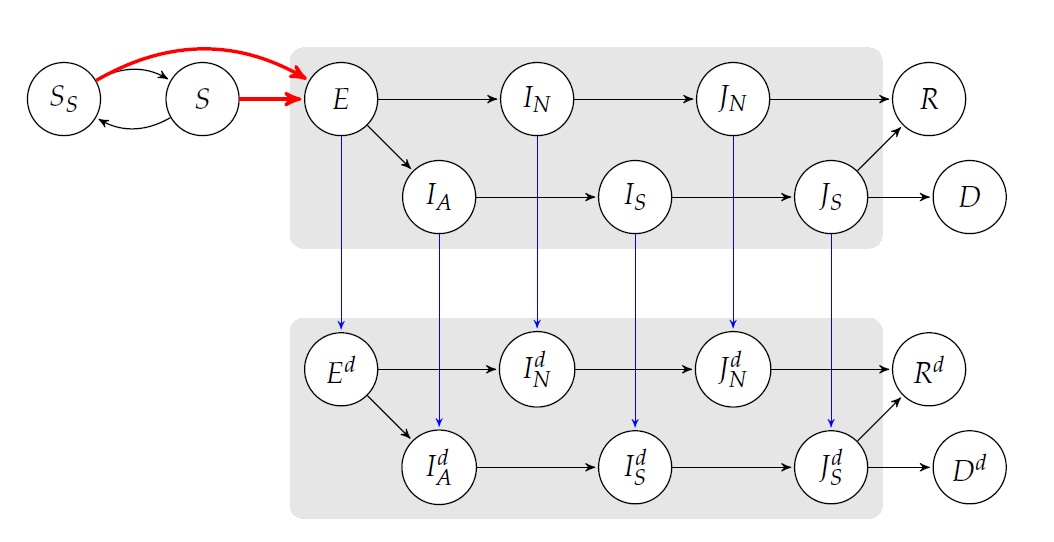 S_S S E I_N J_N R
I_A I_S J_S D
E^d I_N^d J_N^d R^d
I_A^d I_S^d J_S^d D^d